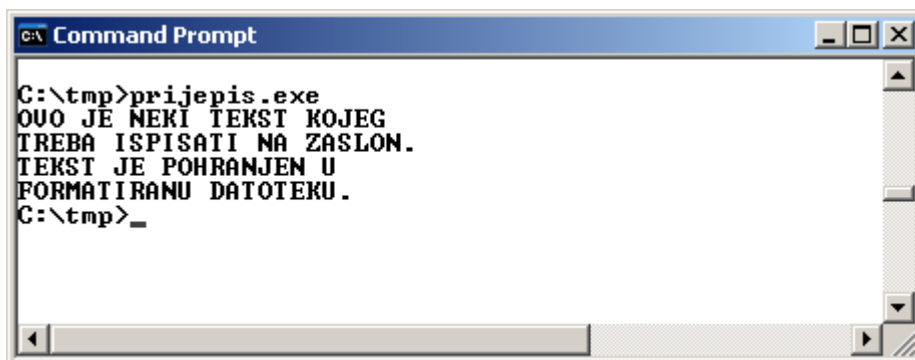 Command Prompt
C:\tmp>prijepis.exe
OVO JE NEKI TEKST KOJEG
TREBA ISPISATI NA ZASLON.
TEKST JE POHRANJEN U
FORMATIRANU DATOTEKU.
C:\tmp>_